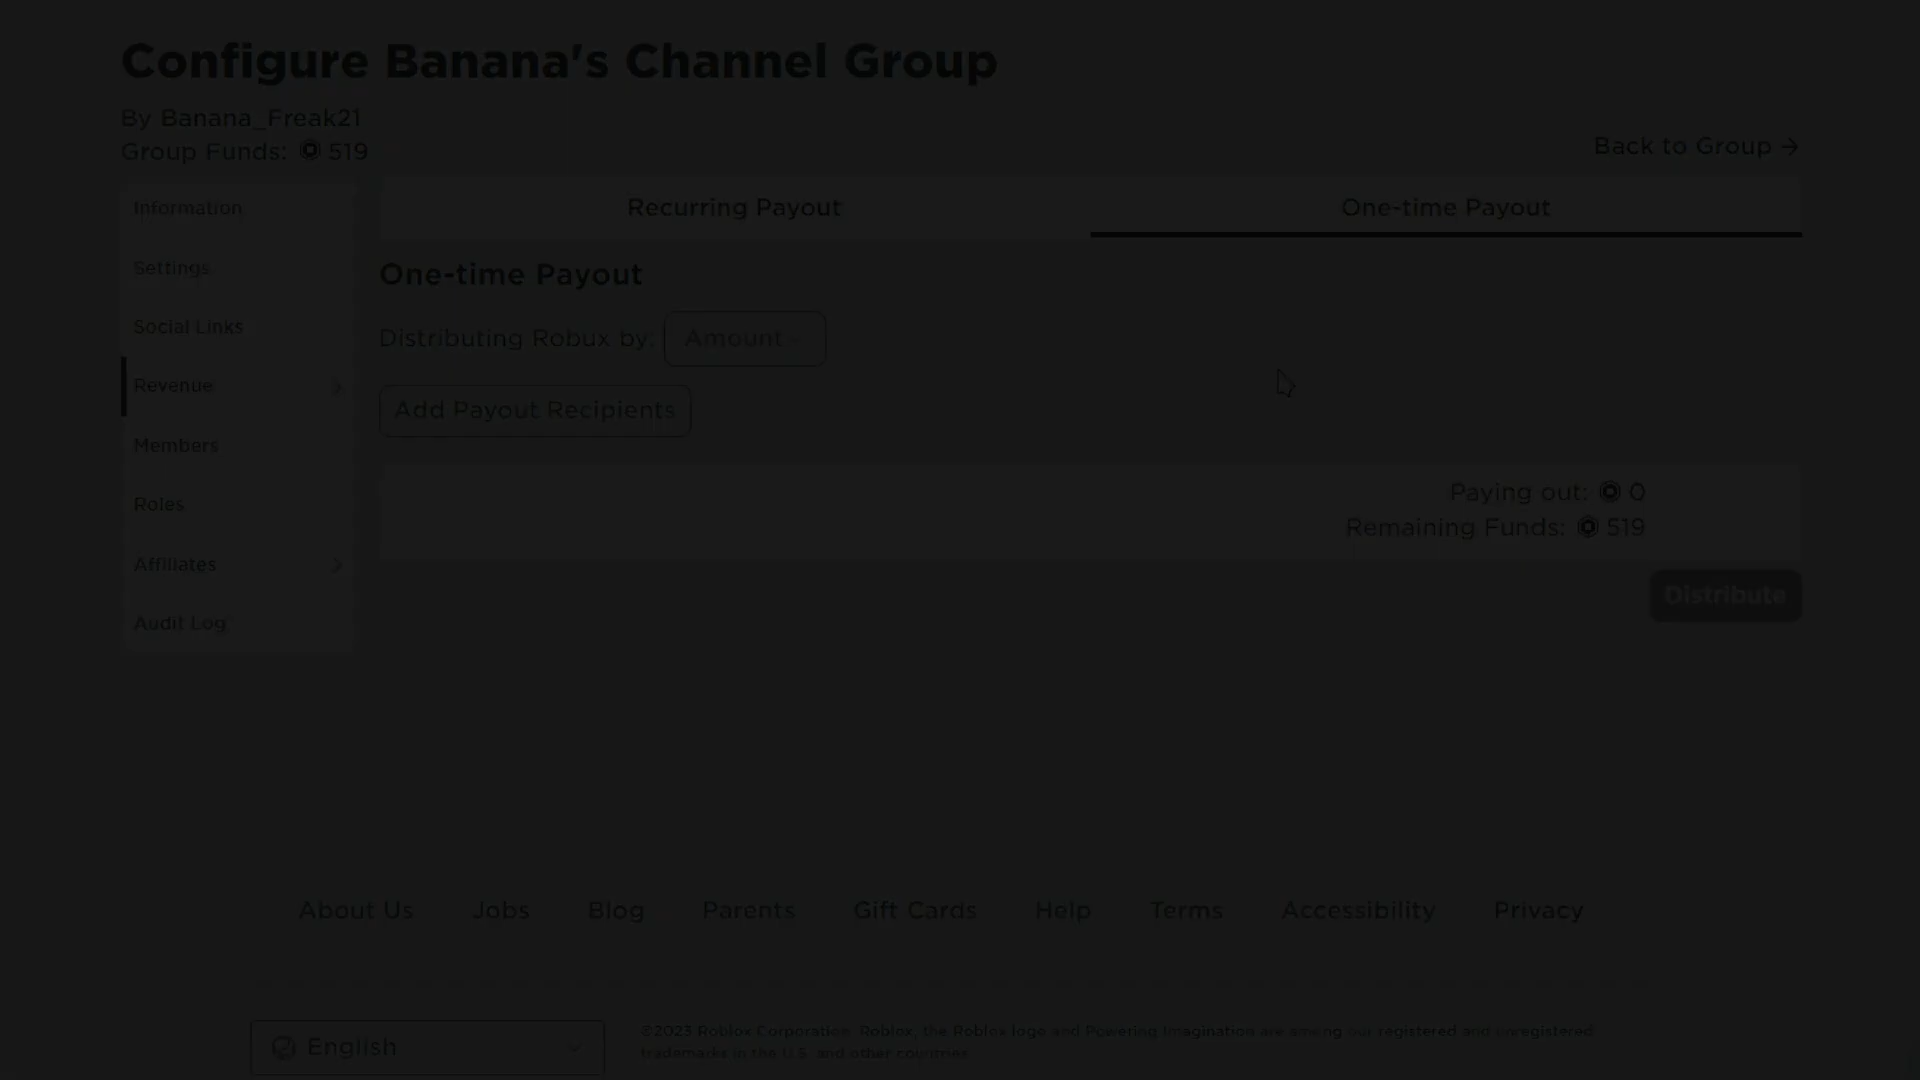 Configure Banana's Channel Group
By Banana_Freak21
Group Funds: 519
Back to Group →
Information
Settings
Social Links
Revenue
Members
Roles
Affiliates
Audit Log
Recurring Payout
One-time Payout
One-time Payout
Distributing Robux by: Amount
Add Payout Recipients
Paying out: 0
Remaining Funds: 519
Distribute
About Us Jobs Blog Parents Gift Cards Help Terms Accessibility Privacy
English
©2023 Roblox Corporation. Roblox, the Roblox logo and Powering Imagination are among our registered and unregistered
trademarks in the U.S. and other countries.